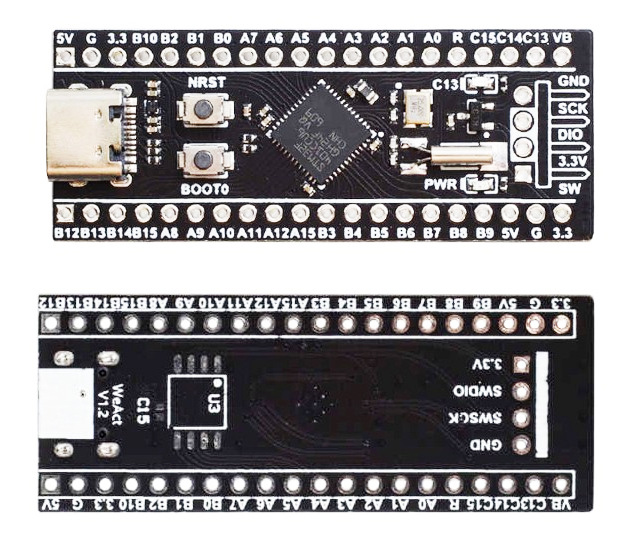 5V G 3.3 B10 B2 B1 B0 A7 A6 A5 A4 A3 A2 A1 A0 R C15 C14 C13 VB
NRST
BOOT0
C13
PWR
GND
SCK
DIO
3.3V
SW
B12 B13 B14 B15 A8 A9 A10 A11 A12 A15 B3 B4 B5 B6 B7 B8 B9 5V G 3.3
B12 B13 B14 B15 A8 A9 A10 A11 A12 A15 B3 B4 B5 B6 B7 B8 B9 5V G 3.3
WeAct
V1.2
C15
U3
3.3V
SWDIO
SWSCK
GND
5V G 3.3 B10 B2 B1 B0 A7 A6 A5 A4 A3 A2 A1 A0 R C15 C14 C13 VB